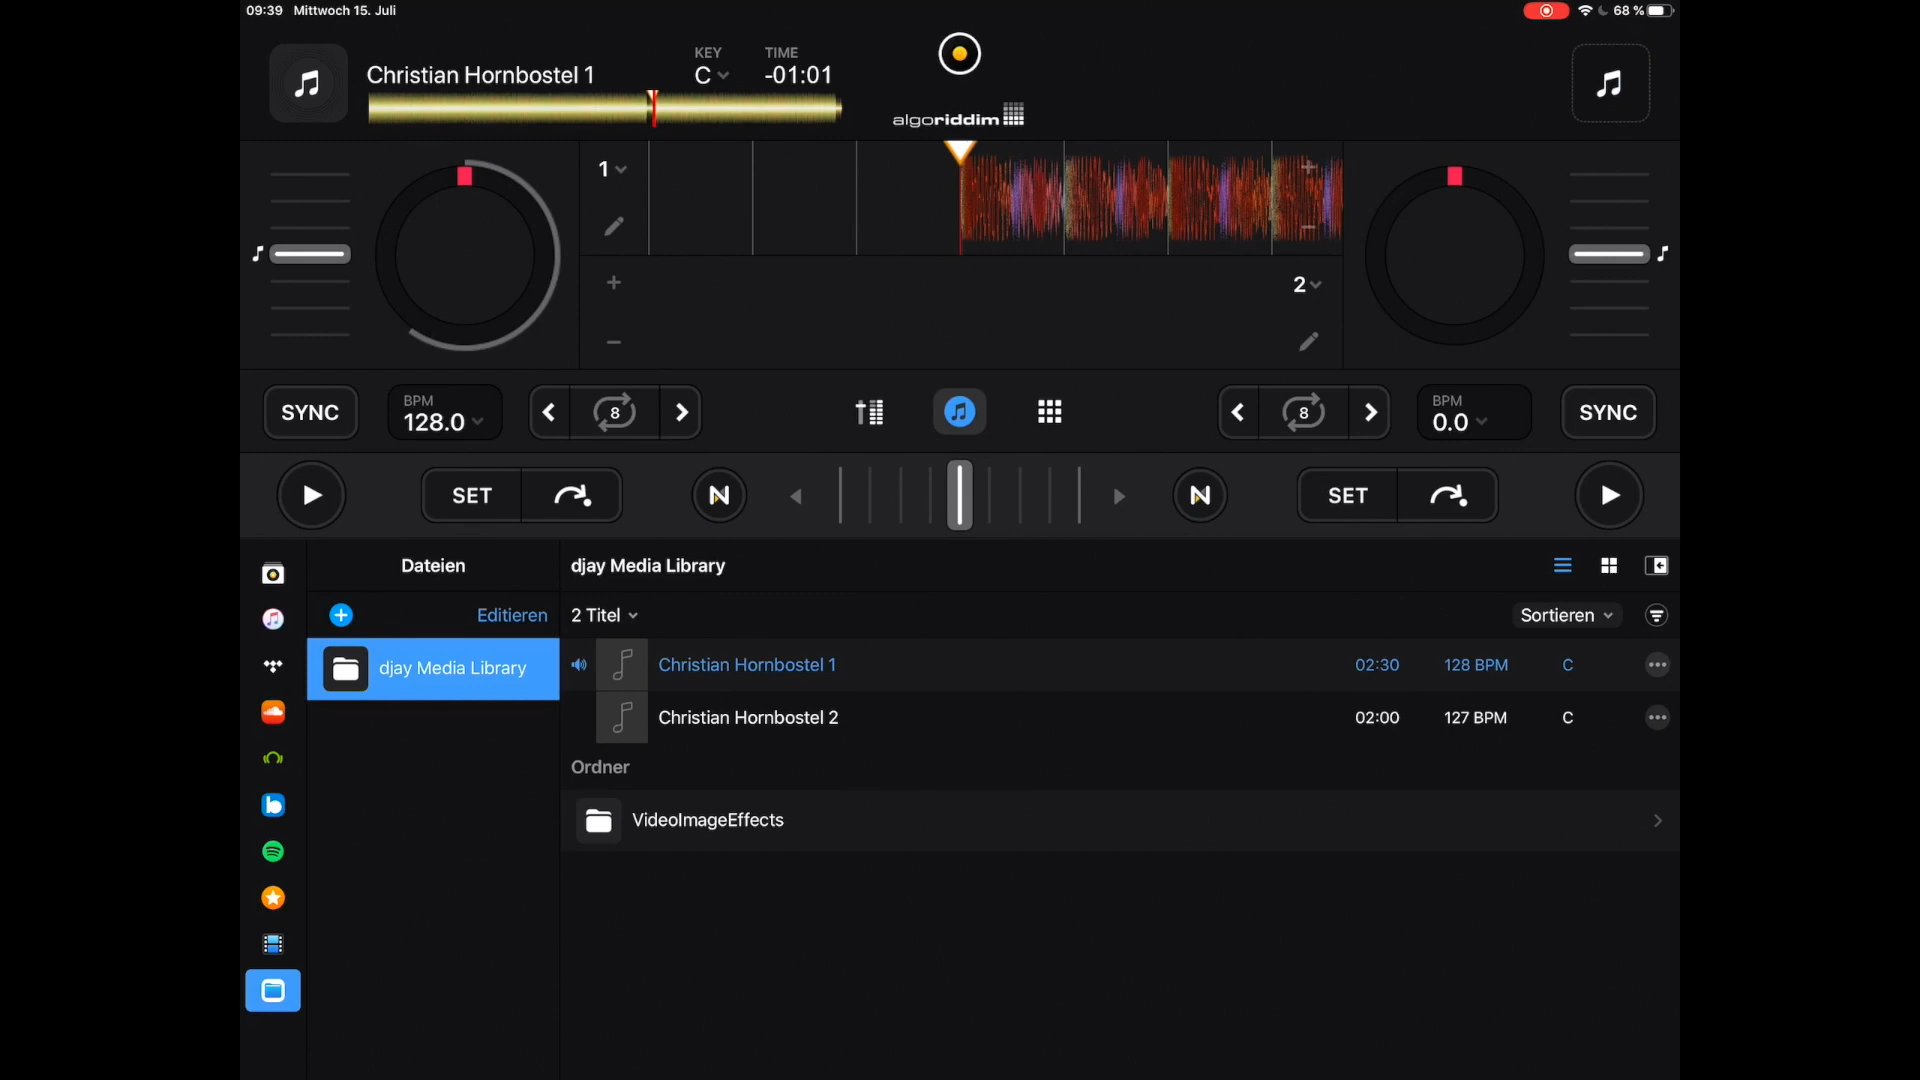 09:39 Mittwoch 15. Juli
68 %
Christian Hornbostel 1
KEY
C
TIME
-01:01
algoriddim
1
2
SYNC
BPM
128.0
8
8
BPM
0.0
SYNC
SET
SET
Dateien
djay Media Library
Editieren
2 Titel
Sortieren
djay Media Library
Christian Hornbostel 1 02:30 128 BPM C
Christian Hornbostel 2 02:00 127 BPM C
Ordner
VideoImageEffects